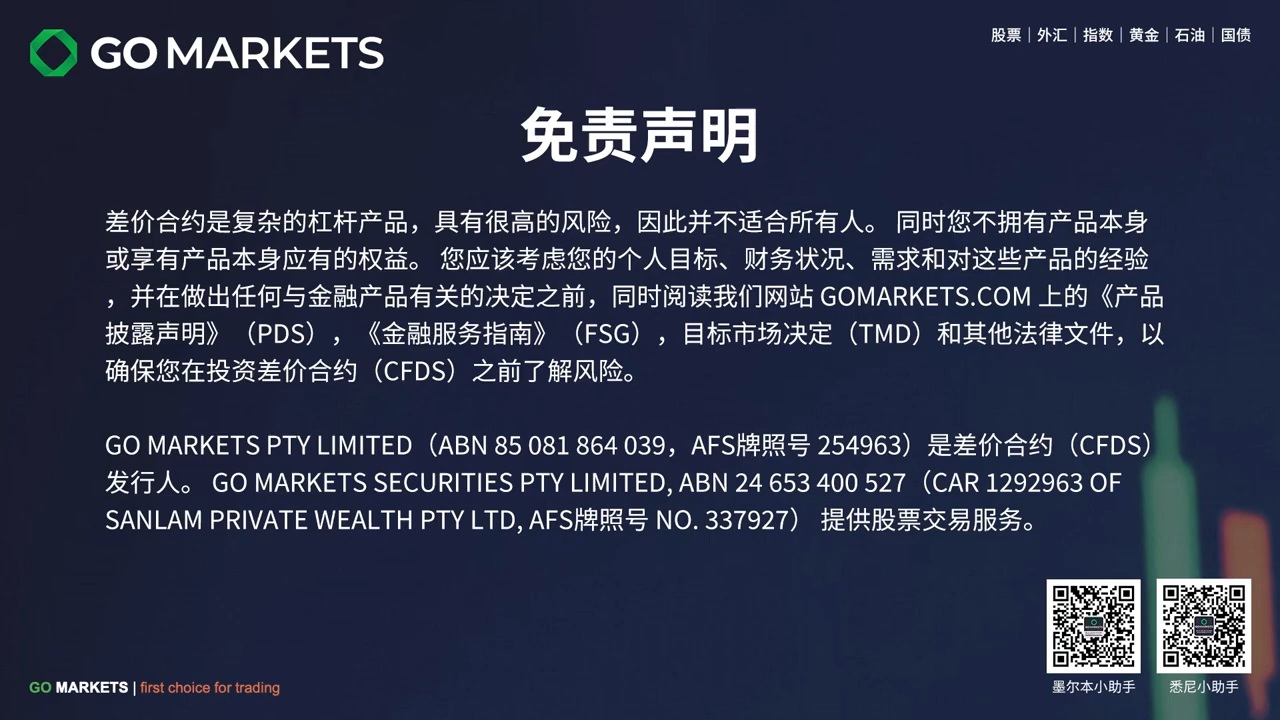 GO MARKETS
股票｜外汇｜指数｜黄金｜石油｜国债
免责声明
差价合约是复杂的杠杆产品，具有很高的风险，因此并不适合所有人。 同时您不拥有产品本身
或享有产品本身应有的权益。 您应该考虑您的个人目标、财务状况、需求和对这些产品的经验
，并在做出任何与金融产品有关的决定之前，同时阅读我们网站 GOMARKETS.COM 上的《产品
披露声明》（PDS），《金融服务指南》（FSG），目标市场决定（TMD）和其他法律文件，以
确保您在投资差价合约（CFDS）之前了解风险。
GO MARKETS PTY LIMITED（ABN 85 081 864 039，AFS牌照号 254963）是差价合约（CFDS）
发行人。 GO MARKETS SECURITIES PTY LIMITED, ABN 24 653 400 527（CAR 1292963 OF
SANLAM PRIVATE WEALTH PTY LTD, AFS牌照号 NO. 337927） 提供股票交易服务。
墨尔本小助手
悉尼小助手
GO MARKETS | first choice for trading